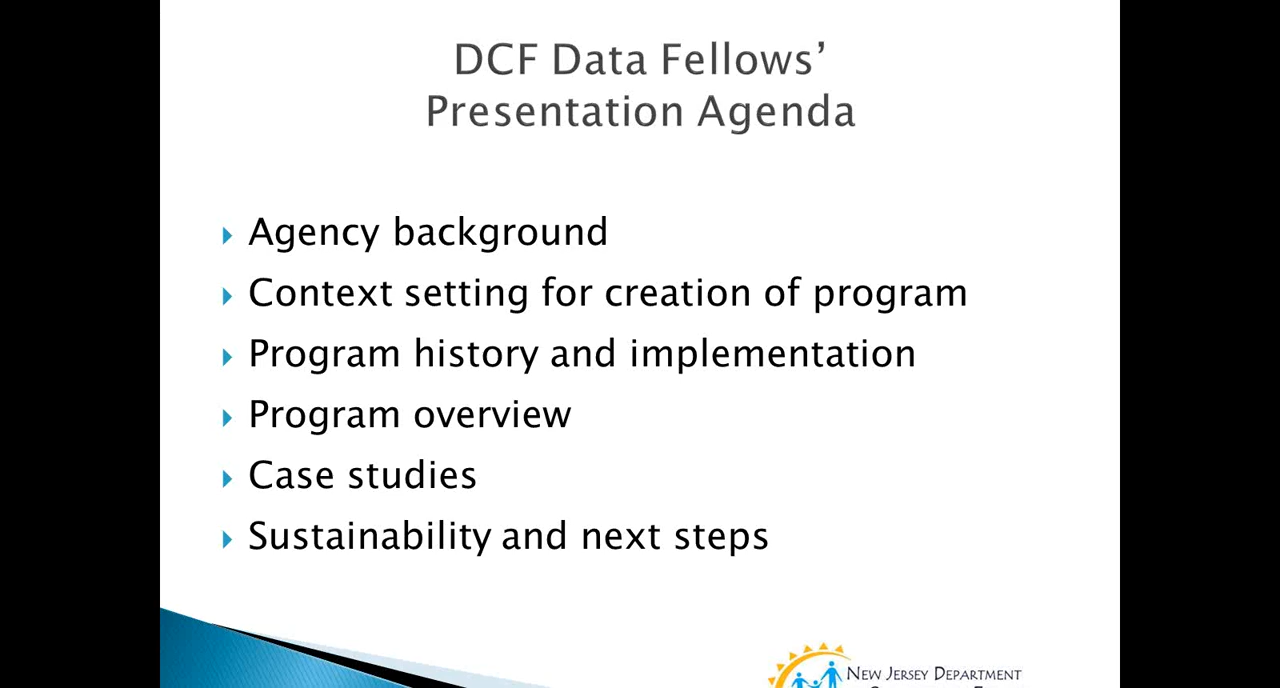 DCF Data Fellows’
Presentation Agenda
Agency background
Context setting for creation of program
Program history and implementation
Program overview
Case studies
Sustainability and next steps
NEW JERSEY DEPARTMENT